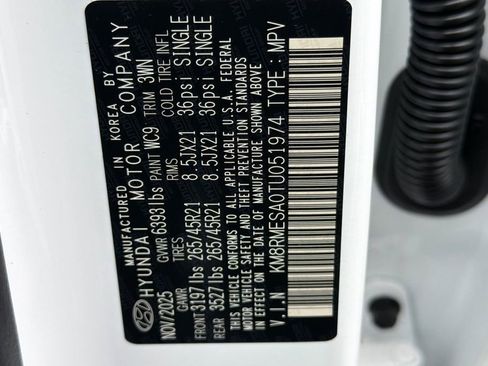 MANUFACTURED IN KOREA BY
HYUNDAI MOTOR COMPANY
GVWR 6393lbs PAINT WC9 TRIM 3WN
NOV/2025 GAWR TIRES RIMS COLD TIRE INFL
FRONT 3197lbs 265/45R21 8.5JX21 36psi SINGLE
REAR 3527lbs 265/45R21 8.5JX21 36psi SINGLE
THIS VEHICLE CONFORMS TO ALL APPLICABLE U.S.A. FEDERAL
MOTOR VEHICLE SAFETY AND THEFT PREVENTION STANDARDS
IN EFFECT ON THE DATE OF MANUFACTURE SHOWN ABOVE
V.I.N : KM8RMESA0TU051974 TYPE : MPV